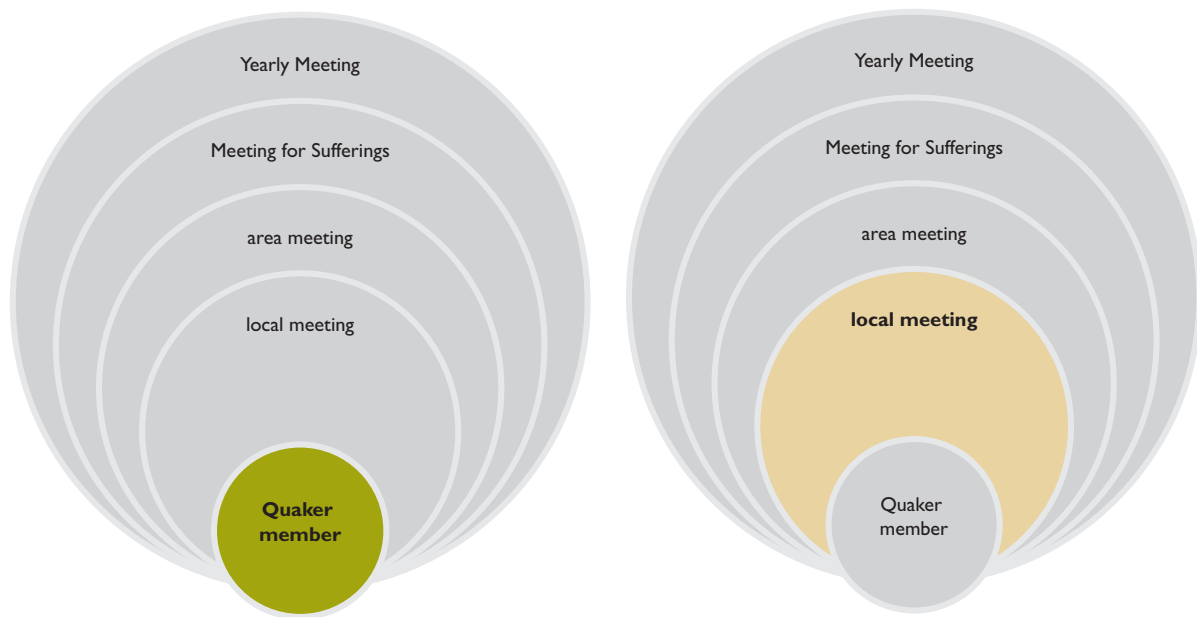 Yearly Meeting
Meeting for Sufferings
area meeting
local meeting
Quaker
member
Yearly Meeting
Meeting for Sufferings
area meeting
local meeting
Quaker
member